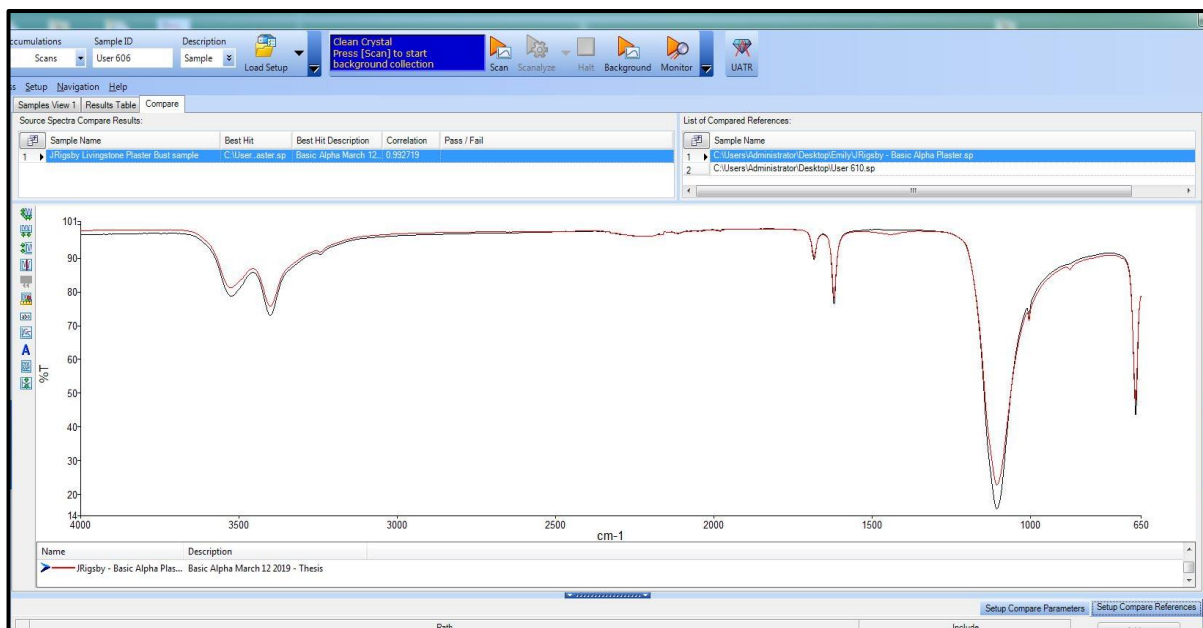 ccumulations Sample ID Description
Scans User 606 Sample Load Setup
Clean Crystal
Press [Scan] to start
background collection
Scan Scanalyze Halt Background Monitor UATR
ss Setup Navigation Help
Samples View 1 Results Table Compare
Source Spectra Compare Results:
Sample Name Best Hit Best Hit Description Correlation Pass / Fail
1 JRigsby Livingstone Plaster Bust sample C:\User..aster.sp Basic Alpha March 12... 0.992719
List of Compared References:
Sample Name
1 C:\Users\Administrator\Desktop\Emily\JRigsby - Basic Alpha Plaster.sp
2 C:\Users\Administrator\Desktop\User 610.sp
A
101
90
80
70
60
50
40
30
20
14
%T
4000 3500 3000 2500 2000 1500 1000 650
cm-1
Name Description
JRigsby - Basic Alpha Plas... Basic Alpha March 12 2019 - Thesis
Setup Compare Parameters Setup Compare References
Path Include